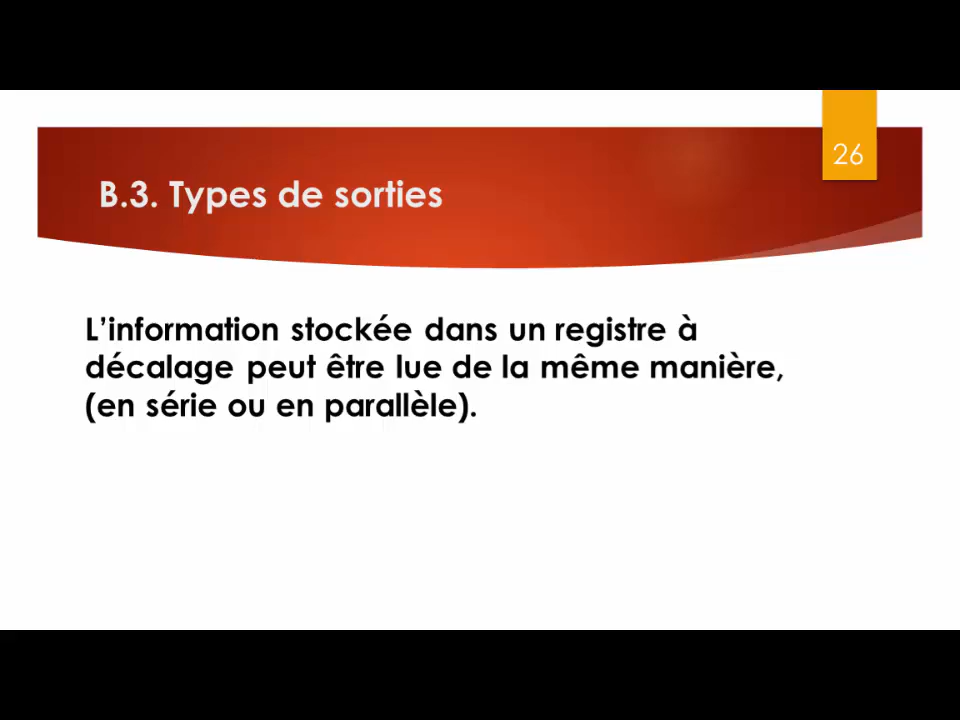 26
B.3. Types de sorties
L’information stockée dans un registre à
décalage peut être lue de la même manière,
(en série ou en parallèle).